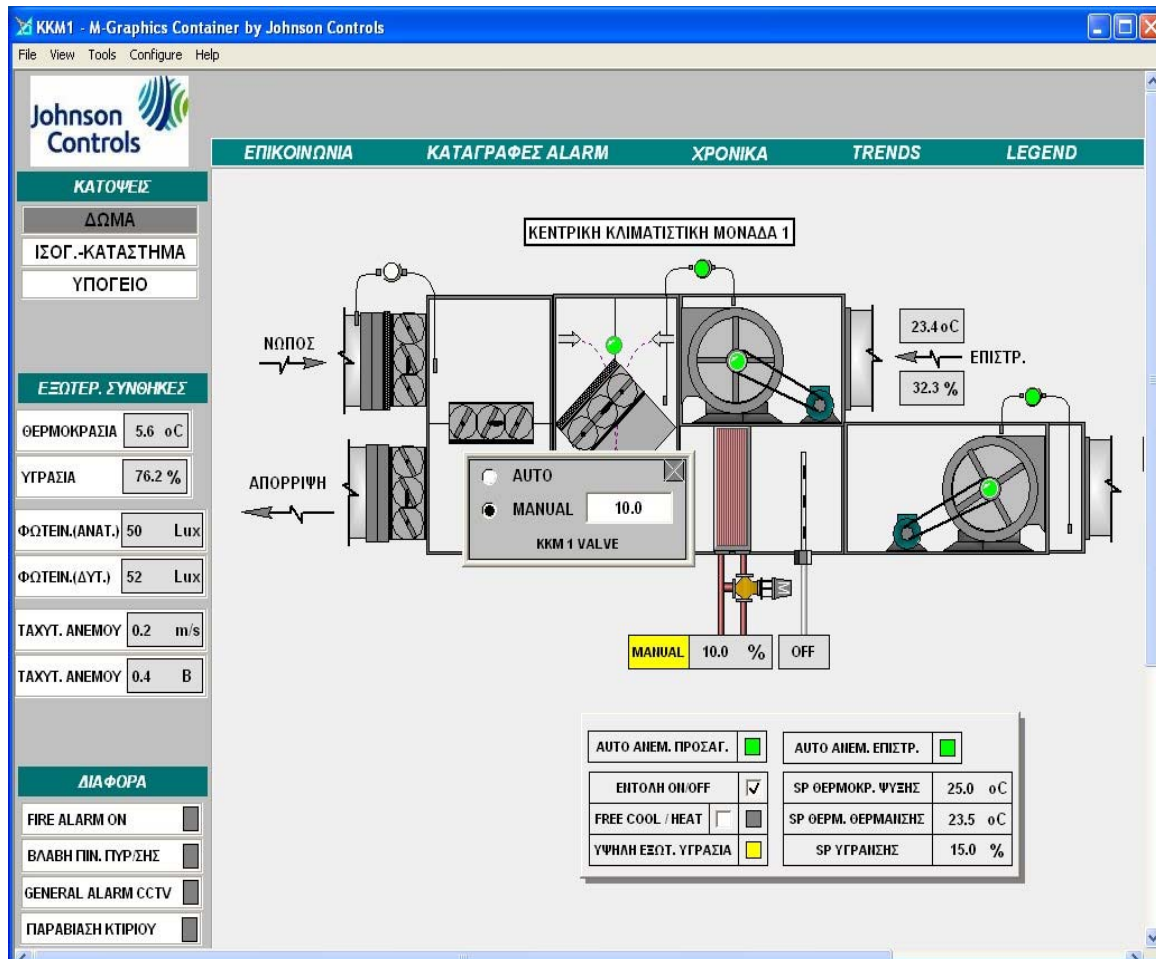 KKM1 - M-Graphics Container by Johnson Controls
File View Tools Configure Help
Johnson
Controls
ΕΠΙΚΟΙΝΩΝΙΑ ΚΑΤΑΓΡΑΦΕΣ ALARM ΧΡΟΝΙΚΑ TRENDS LEGEND
ΚΑΤΟΨΕΙΣ
ΔΩΜΑ
ΙΣΟΓ.-ΚΑΤΑΣΤΗΜΑ
ΥΠΟΓΕΙΟ
ΕΞΩΤΕΡ. ΣΥΝΘΗΚΕΣ
ΘΕΡΜΟΚΡΑΣΙΑ 5.6 oC
ΥΓΡΑΣΙΑ 76.2 %
ΦΩΤΕΙΝ.(ΑΝΑΤ.) 50 Lux
ΦΩΤΕΙΝ.(ΔΥΤ.) 52 Lux
ΤΑΧΥΤ. ΑΝΕΜΟΥ 0.2 m/s
ΤΑΧΥΤ. ΑΝΕΜΟΥ 0.4 B
ΔΙΑΦΟΡΑ
FIRE ALARM ON
ΒΛΑΒΗ ΠΙΝ. ΠΥΡ/ΣΗΣ
GENERAL ALARM CCTV
ΠΑΡΑΒΙΑΣΗ ΚΤΙΡΙΟΥ
ΚΕΝΤΡΙΚΗ ΚΛΙΜΑΤΙΣΤΙΚΗ ΜΟΝΑΔΑ 1
ΝΩΠΟΣ
23.4 oC
ΕΠΙΣΤΡ.
32.3 %
ΑΠΟΡΡΙΨΗ
AUTO
MANUAL 10.0
KKM 1 VALVE
MANUAL 10.0 % OFF
AUTO ΑΝΕΜ. ΠΡΟΣΑΓ.
AUTO ΑΝΕΜ. ΕΠΙΣΤΡ.
ΕΝΤΟΛΗ ON/OFF
SP ΘΕΡΜΟΚΡ. ΨΥΞΗΣ 25.0 oC
FREE COOL / HEAT
SP ΘΕΡΜ. ΘΕΡΜΑΝΣΗΣ 23.5 oC
ΥΨΗΛΗ ΕΞΩΤ. ΥΓΡΑΣΙΑ
SP ΥΓΡΑΝΣΗΣ 15.0 %